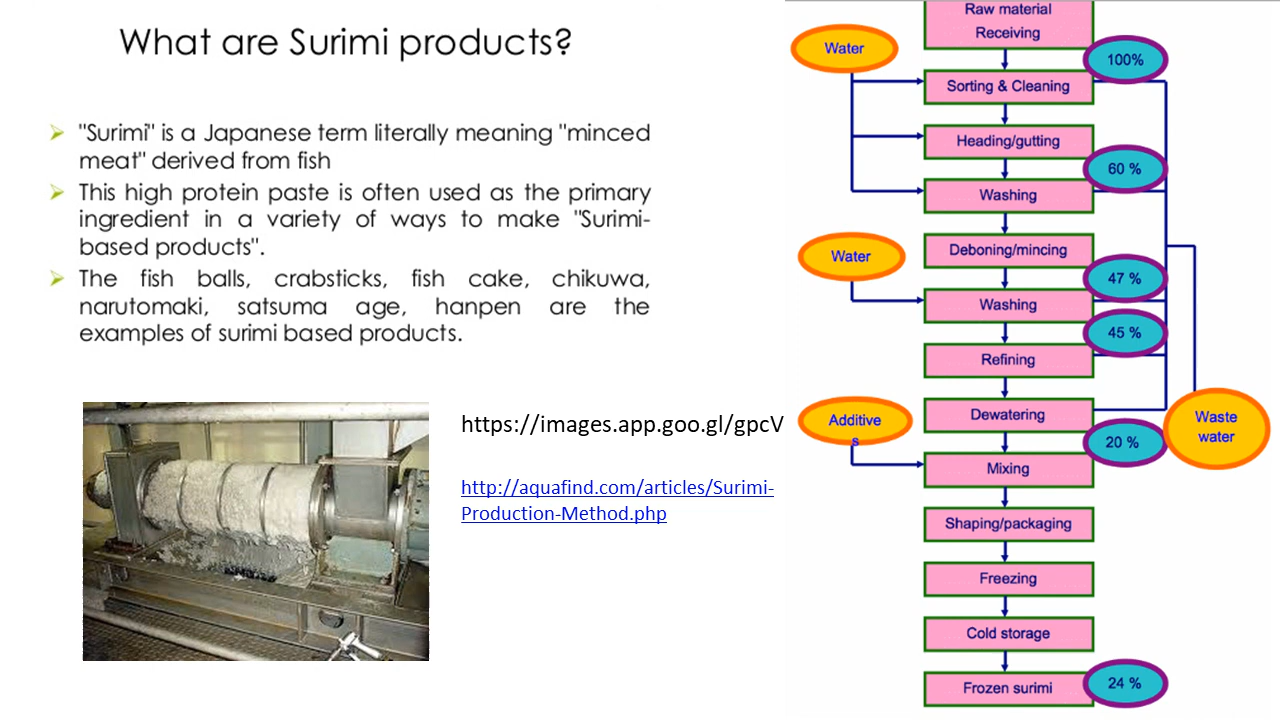 What are Surimi products?
"Surimi" is a Japanese term literally meaning "minced
meat" derived from fish
This high protein paste is often used as the primary
ingredient in a variety of ways to make "Surimi-
based products".
The fish balls, crabsticks, fish cake, chikuwa,
narutomaki, satsuma age, hanpen are the
examples of surimi based products.
https://images.app.goo.gl/gpcV
http://aquafind.com/articles/Surimi-
Production-Method.php
Raw material
Receiving
Water
100%
Sorting & Cleaning
Heading/gutting
60 %
Washing
Deboning/mincing
Water
47 %
Washing
45 %
Refining
Dewatering
Additive
s
Waste
water
20 %
Mixing
Shaping/packaging
Freezing
Cold storage
Frozen surimi
24 %